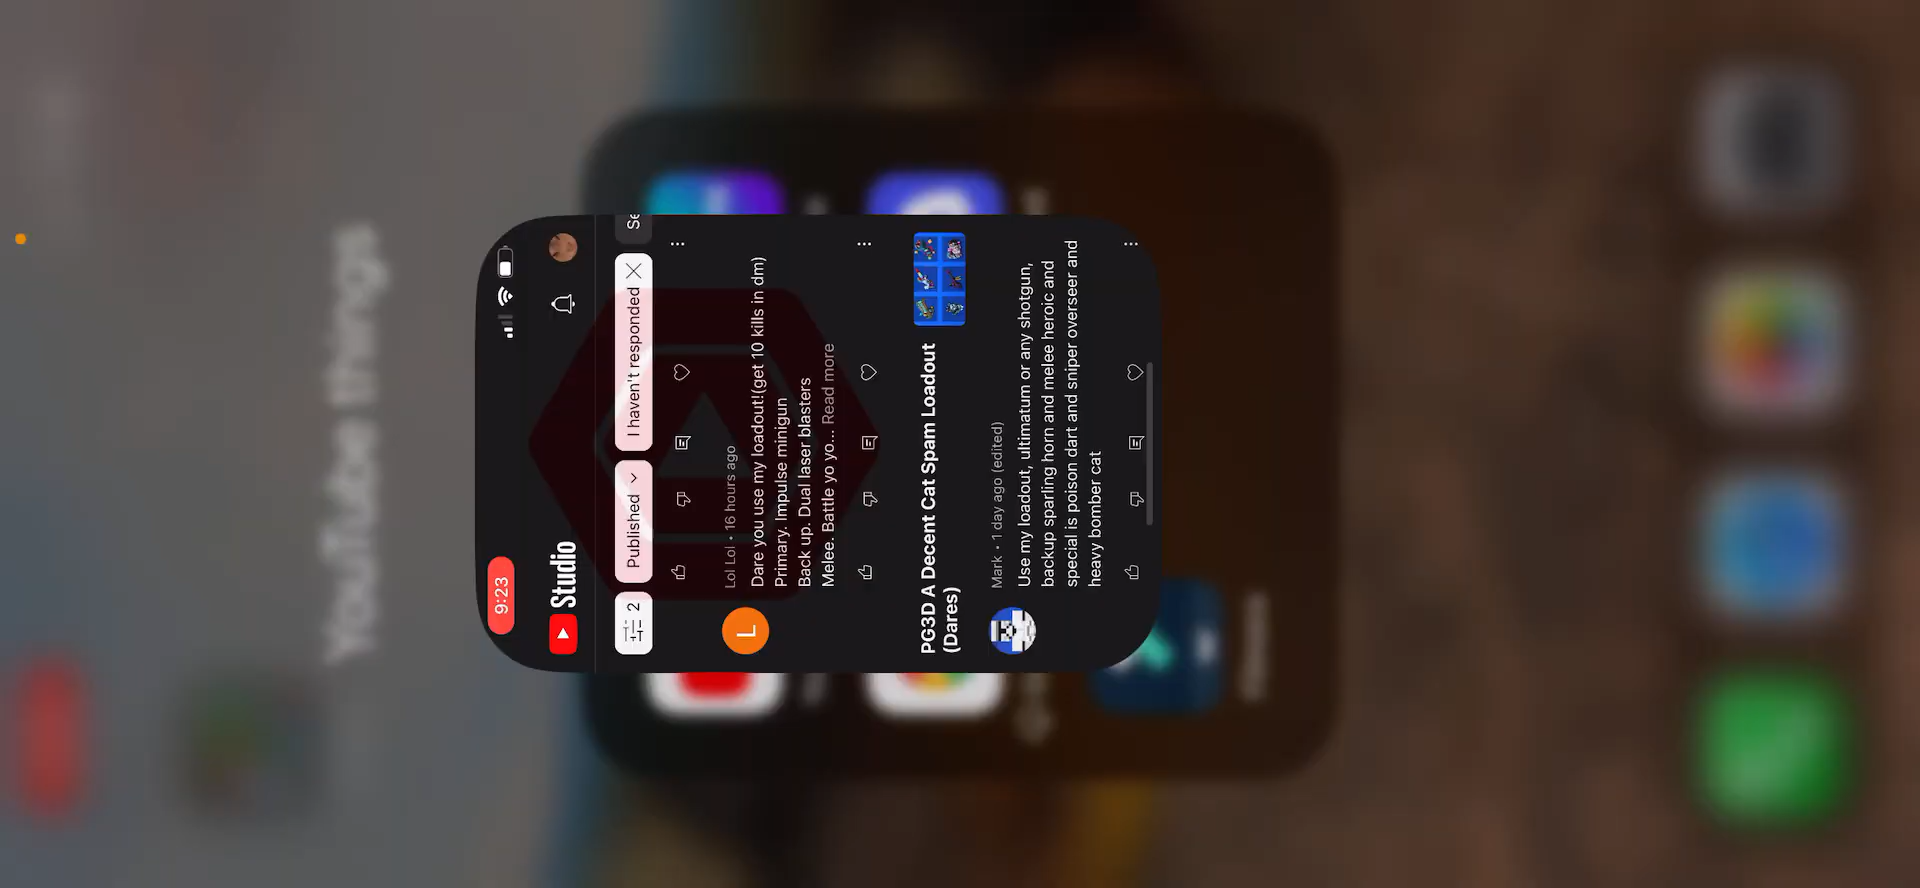 YouTube things
9:23
Studio
2
Published
I haven't responded
Se
Lol Lol • 16 hours ago
Dare you use my loadout!(get 10 kills in dm)
Primary. Impulse minigun
Back up. Dual laser blasters
Melee. Battle yo yo... Read more
L
PG3D A Decent Cat Spam Loadout
(Dares)
Mark • 1 day ago (edited)
Use my loadout, ultimatum or any shotgun,
backup sparling horn and melee heroic and
special is poison dart and sniper overseer and
heavy bomber cat